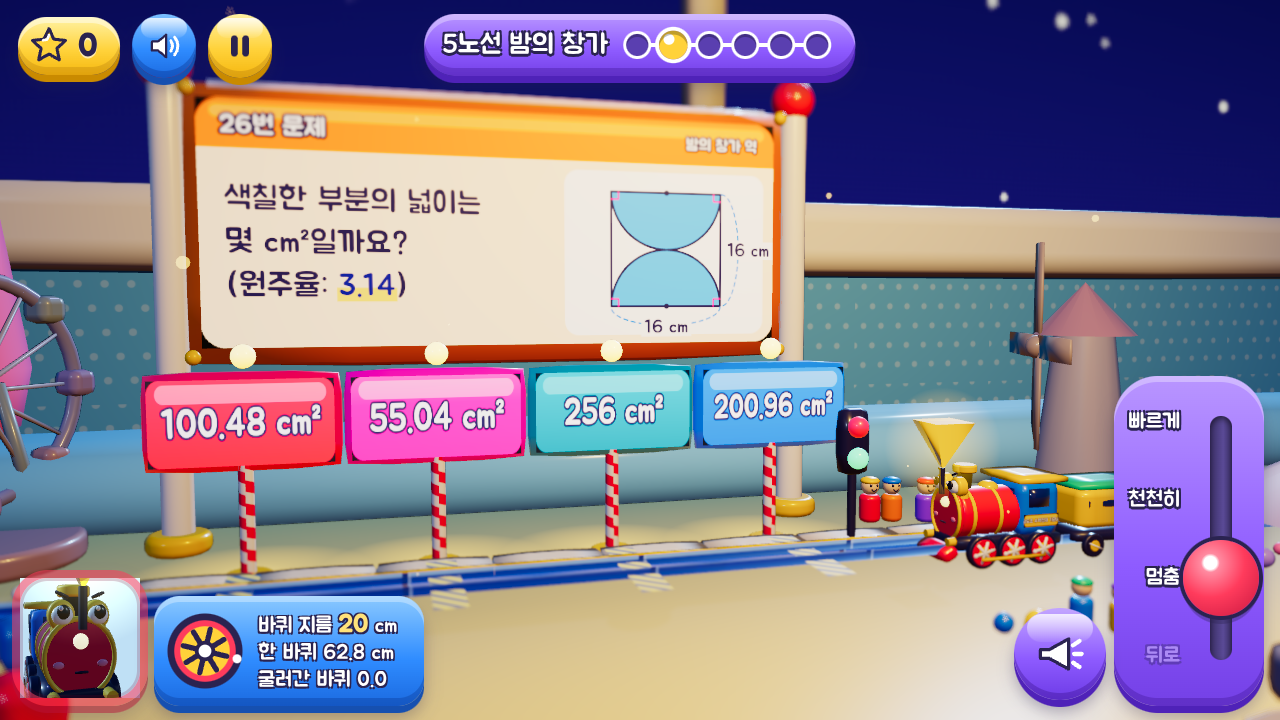 0
5노선 밤의 창가
26번 문제
밤의 창가 역
색칠한 부분의 넓이는
몇 cm²일까요?
(원주율: 3.14)
16 cm
16 cm
100.48 cm²
55.04 cm²
256 cm²
200.96 cm²
빠르게
천천히
멈춤
뒤로
바퀴 지름 20 cm
한 바퀴 62.8 cm
굴러간 바퀴 0.0